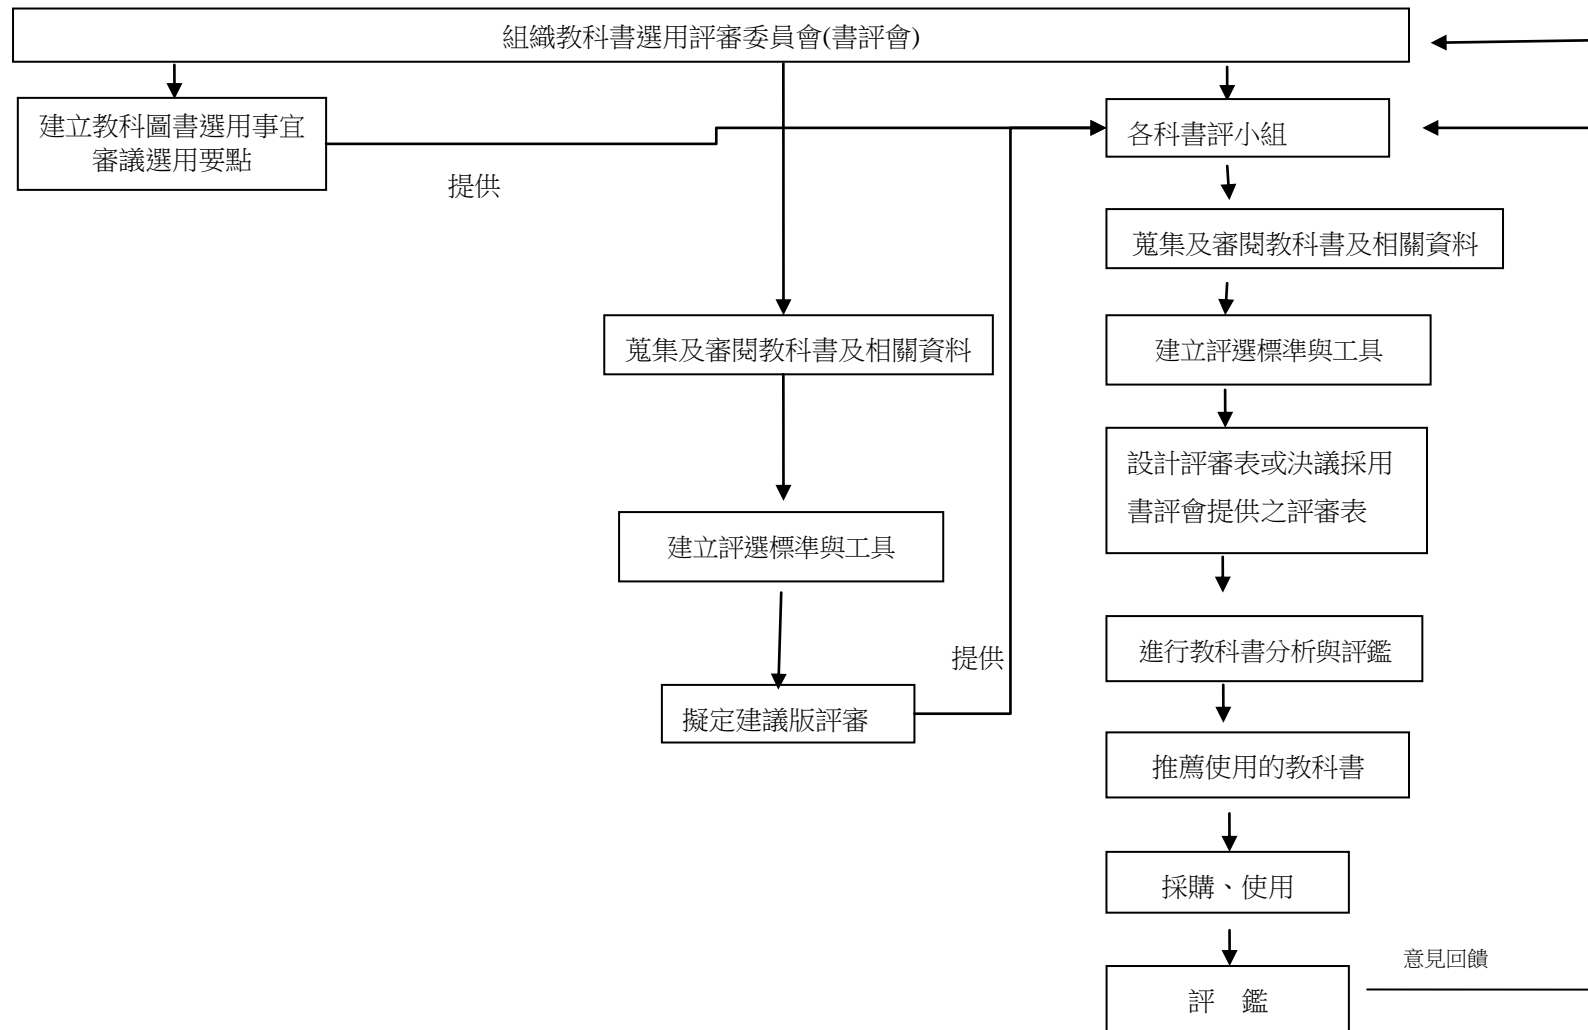 組織教科書選用評審委員會(書評會)
建立教科圖書選用事宜
審議選用要點
提供
各科書評小組
蒐集及審閱教科書及相關資料
蒐集及審閱教科書及相關資料
建立評選標準與工具
設計評審表或決議採用
書評會提供之評審表
建立評選標準與工具
進行教科書分析與評鑑
提供
擬定建議版評審
推薦使用的教科書
採購、使用
意見回饋
評　鑑